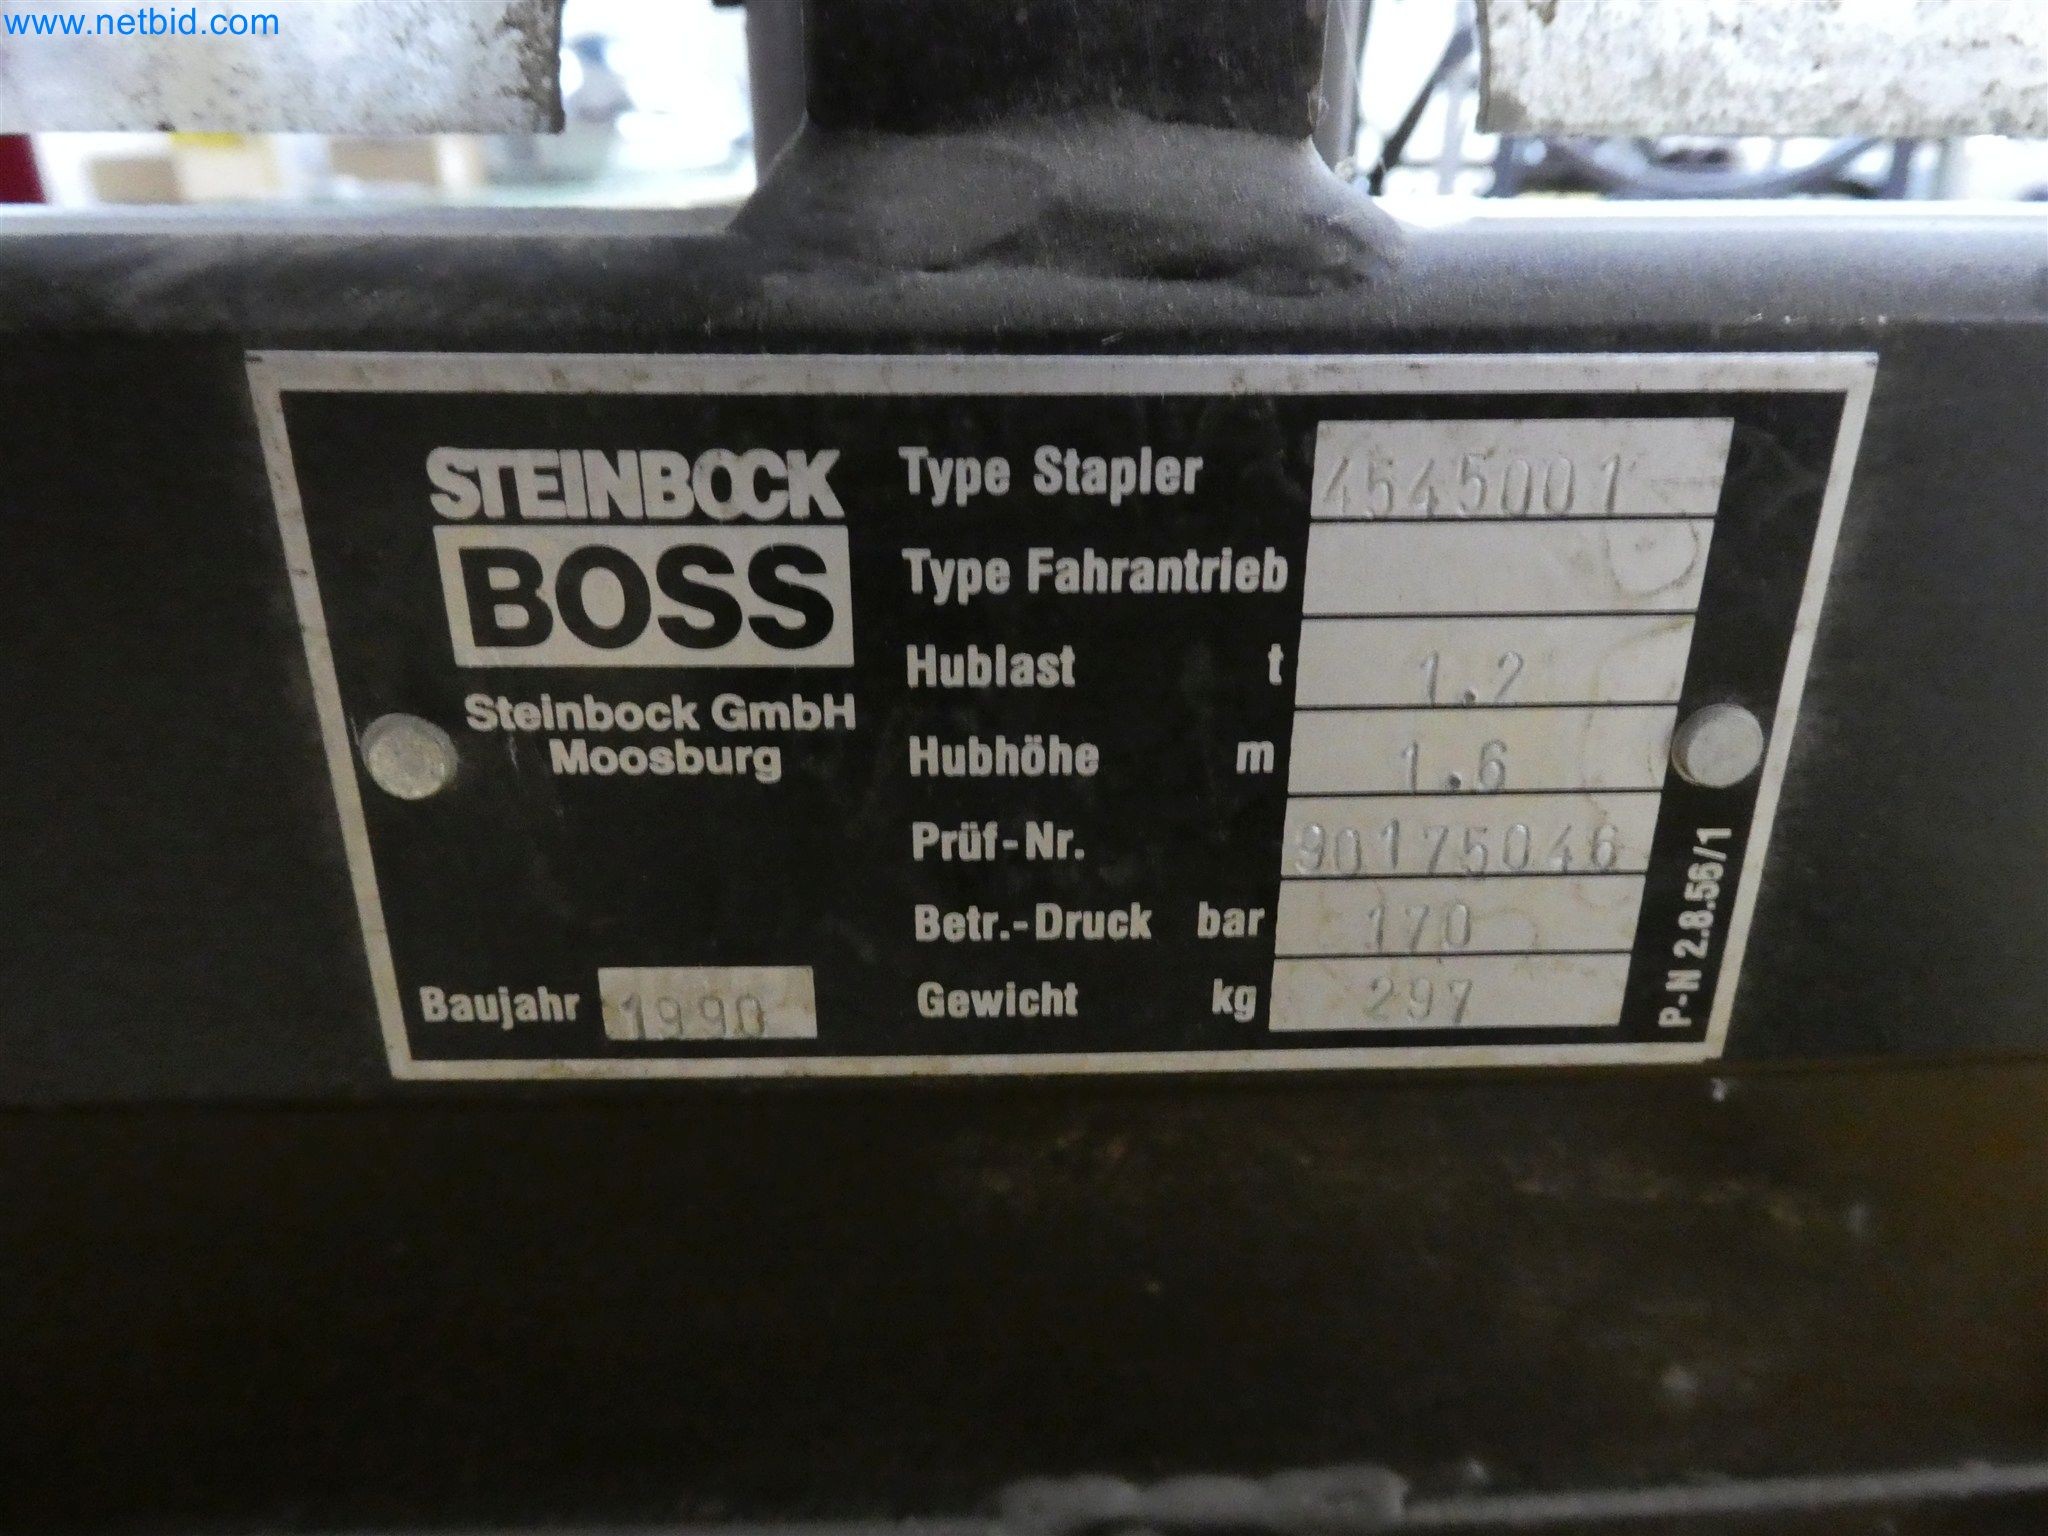 www.netbid.com
STEINBOCK
BOSS
Steinbock GmbH
Moosburg
Baujahr 1990
Type Stapler 4545001
Type Fahrantrieb
Hublast t 1.2
Hubhöhe m 1.6
Prüf-Nr. 90175046
Betr.-Druck bar 170
Gewicht kg 297
P-N 2.8.56/1